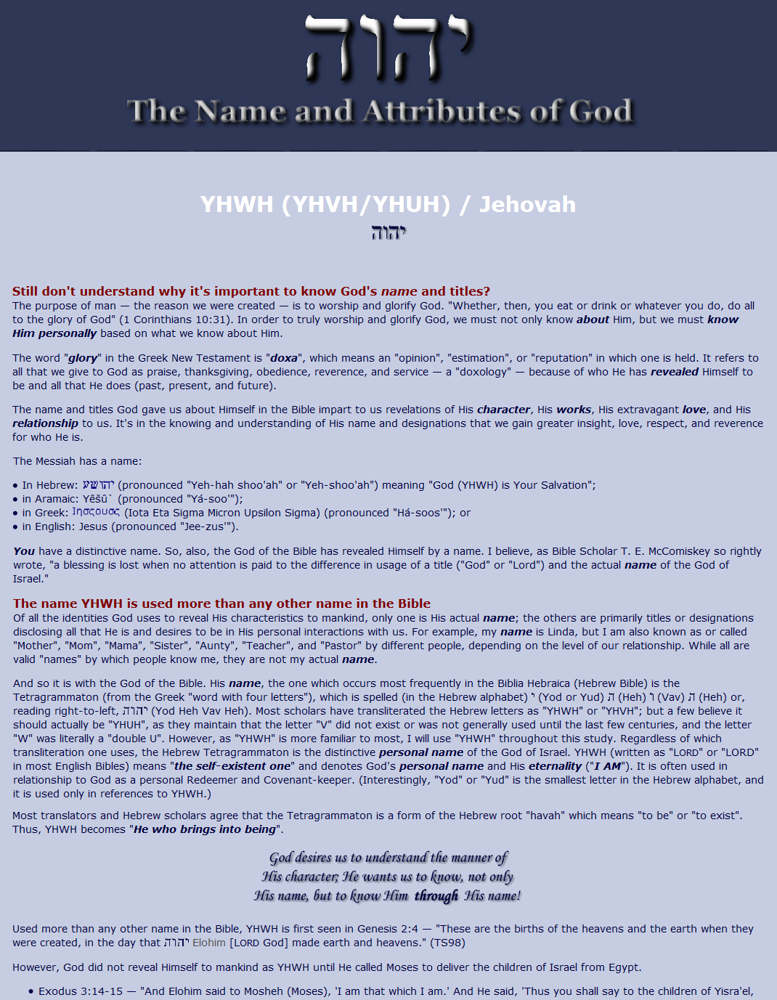 יהוה
The Name and Attributes of God
YHWH (YHVH/YHUH) / Jehovah
יהוה
Still don't understand why it's important to know God's name and titles?
The purpose of man — the reason we were created — is to worship and glorify God. "Whether, then, you eat or drink or whatever you do, do all
to the glory of God" (1 Corinthians 10:31). In order to truly worship and glorify God, we must not only know about Him, but we must know
Him personally based on what we know about Him.
The word "glory" in the Greek New Testament is "doxa", which means an "opinion", "estimation", or "reputation" in which one is held. It refers to
all that we give to God as praise, thanksgiving, obedience, reverence, and service — a "doxology" — because of who He has revealed Himself to
be and all that He does (past, present, and future).
The name and titles God gave us about Himself in the Bible impart to us revelations of His character, His works, His extravagant love, and His
relationship to us. It's in the knowing and understanding of His name and designations that we gain greater insight, love, respect, and reverence
for who He is.
The Messiah has a name:
• In Hebrew: יהושע (pronounced "Yeh-hah shoo'ah" or "Yeh-shoo'ah") meaning "God (YHWH) is Your Salvation";
• in Aramaic: Yêšû` (pronounced "Yá-soo'");
• in Greek: Ιησςουσς (Iota Eta Sigma Micron Upsilon Sigma) (pronounced "Há-soos'"); or
• in English: Jesus (pronounced "Jee-zus'").
You have a distinctive name. So, also, the God of the Bible has revealed Himself by a name. I believe, as Bible Scholar T. E. McComiskey so rightly
wrote, "a blessing is lost when no attention is paid to the difference in usage of a title ("God" or "Lord") and the actual name of the God of
Israel."
The name YHWH is used more than any other name in the Bible
Of all the identities God uses to reveal His characteristics to mankind, only one is His actual name; the others are primarily titles or designations
disclosing all that He is and desires to be in His personal interactions with us. For example, my name is Linda, but I am also known as or called
"Mother", "Mom", "Mama", "Sister", "Aunty", "Teacher", and "Pastor" by different people, depending on the level of our relationship. While all are
valid "names" by which people know me, they are not my actual name.
And so it is with the God of the Bible. His name, the one which occurs most frequently in the Biblia Hebraica (Hebrew Bible) is the
Tetragrammaton (from the Greek "word with four letters"), which is spelled (in the Hebrew alphabet) י (Yod or Yud) ה (Heh) ו (Vav) ה (Heh) or,
reading right-to-left, יהוה (Yod Heh Vav Heh). Most scholars have transliterated the Hebrew letters as "YHWH" or "YHVH"; but a few believe it
should actually be "YHUH", as they maintain that the letter "V" did not exist or was not generally used until the last few centuries, and the letter
"W" was literally a "double U". However, as "YHWH" is more familiar to most, I will use "YHWH" throughout this study. Regardless of which
transliteration one uses, the Hebrew Tetragrammaton is the distinctive personal name of the God of Israel. YHWH (written as "LORD" or "LORD"
in most English Bibles) means "the self-existent one" and denotes God's personal name and His eternality ("I AM"). It is often used in
relationship to God as a personal Redeemer and Covenant-keeper. (Interestingly, "Yod" or "Yud" is the smallest letter in the Hebrew alphabet, and
it is used only in references to YHWH.)
Most translators and Hebrew scholars agree that the Tetragrammaton is a form of the Hebrew root "havah" which means "to be" or "to exist".
Thus, YHWH becomes "He who brings into being".
God desires us to understand the manner of
His character; He wants us to know, not only
His name, but to know Him through His name!
Used more than any other name in the Bible, YHWH is first seen in Genesis 2:4 — "These are the births of the heavens and the earth when they
were created, in the day that יהוה Elohim [LORD God] made earth and heavens." (TS98)
However, God did not reveal Himself to mankind as YHWH until He called Moses to deliver the children of Israel from Egypt.
• Exodus 3:14-15 — "And Elohim said to Mosheh (Moses), 'I am that which I am.' And He said, 'Thus you shall say to the children of Yisra'el,